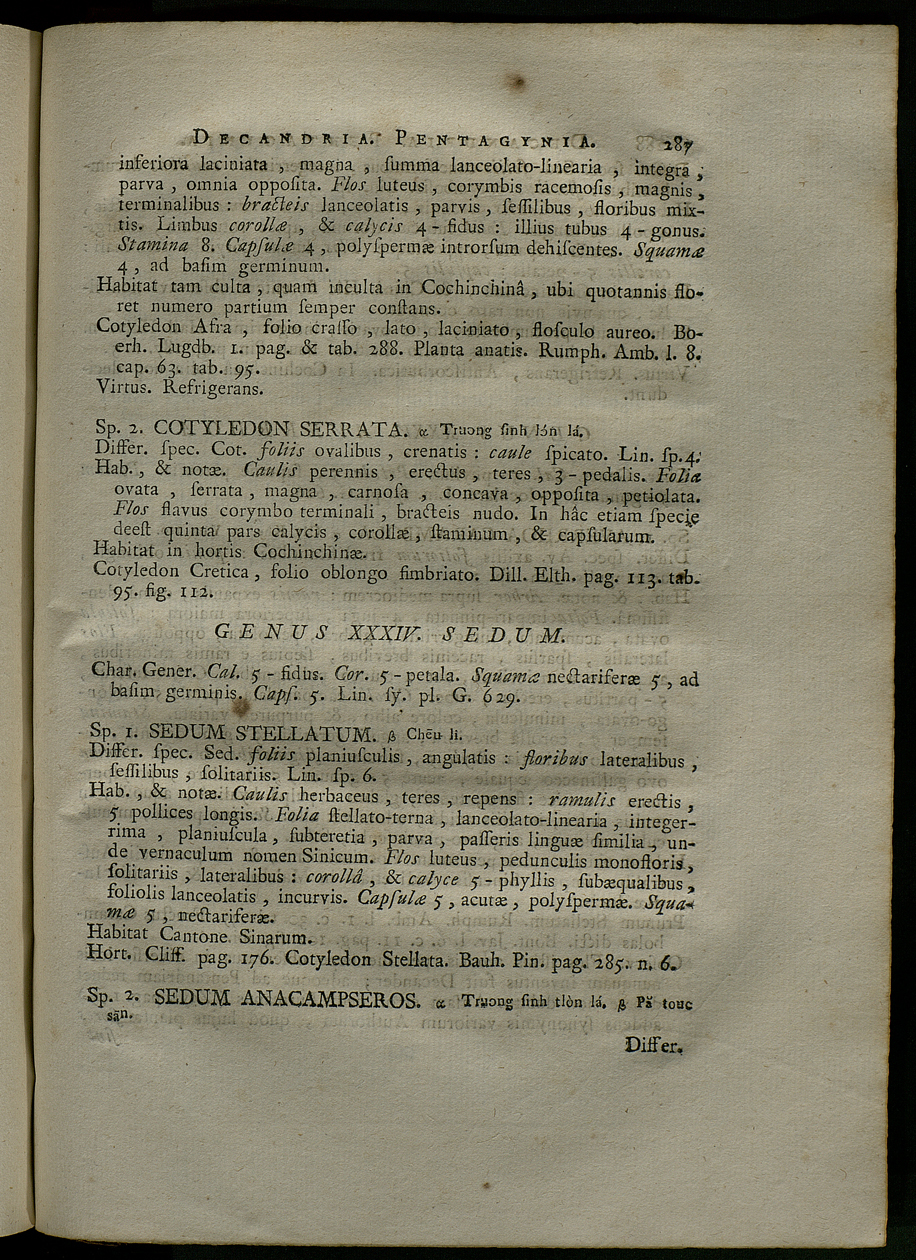 DECANDRIA. PENTAGYNIA. 287
inferiora laciniata , magna , ſumma lanceolato-linearia , integra ,
parva , omnia oppoſita. Flos luteus , corymbis racemoſis , magnis ,
terminalibus : bracteis lanceolatis , parvis , ſeſſilibus , floribus mix-
tis. Limbus corollæ , & calycis 4 - fidus : illius tubus 4 - gonus.
Stamina 8. Capſulæ 4 , polyſpermæ introrſum dehiſcentes. Squamæ
4 , ad baſim germinum.
Habitat tam culta , quam inculta in Cochinchinâ , ubi quotannis flo-
ret numero partium ſemper conſtans.
Cotyledon Afra , folio craſſo , lato , laciniato , floſculo aureo. Bo-
erh. Lugdb. 1. pag. & tab. 288. Planta anatis. Rumph. Amb. l. 8.
cap. 63. tab. 95.
Virtus. Refrigerans.
Sp. 2. COTYLEDON SERRATA. α Truong ſinh lón lá.
Differ. ſpec. Cot. foliis ovalibus , crenatis : caule ſpicato. Lin. ſp. 4.
Hab. , & notæ. Caulis perennis , erectus , teres , 3 - pedalis. Folia
ovata , ſerrata , magna , carnoſa , concava , oppoſita , petiolata.
Flos flavus corymbo terminali , bracteis nudo. In hâc etiam ſpecie
deeſt quinta pars calycis , corollæ , ſtaminum , & capſularum.
Habitat in hortis Cochinchinæ.
Cotyledon Cretica , folio oblongo fimbriato. Dill. Elth. pag. 113. tab.
95. fig. 112.
GENUS XXXIV. SEDUM.
Char. Gener. Cal. 5 - fidus. Cor. 5 - petala. Squamæ nectariferæ 5 , ad
baſim germinis. Capſ. 5. Lin. ſy. pl. G. 629.
Sp. 1. SEDUM STELLATUM. β Chēu li.
Differ. ſpec. Sed. foliis planiuſculis , angulatis : floribus lateralibus ,
ſeſſilibus , ſolitariis. Lin. ſp. 6.
Hab. , & notæ. Caulis herbaceus , teres , repens : ramulis erectis ,
5 pollices longis. Folia ſtellato-terna , lanceolato-linearia , integer-
rima , planiuſcula , ſubteretia , parva , paſſeris linguæ ſimilia , un-
de vernaculum nomen Sinicum. Flos luteus , pedunculis monofloris ,
ſolitariis , lateralibus : corollâ , & calyce 5 - phyllis , ſubæqualibus ,
foliolis lanceolatis , incurvis. Capſulæ 5 , acutæ , polyſpermæ. Squa-
mæ 5 , nectariferæ.
Habitat Cantone Sinarum.
Hort. Cliff. pag. 176. Cotyledon Stellata. Bauh. Pin. pag. 285. n. 6.
Sp. 2. SEDUM ANACAMPSEROS. α Truong ſinh tlòn lá. β Pă touc
săn.
Differ.